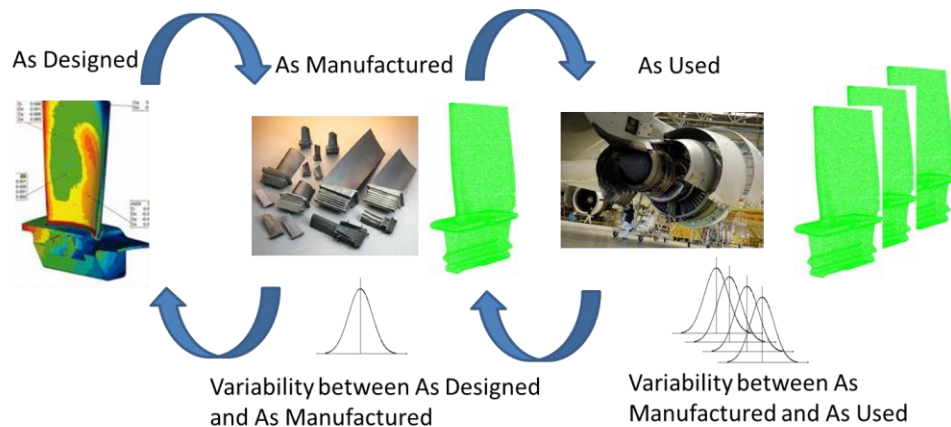 As Designed
As Manufactured
As Used
Variability between As Designed
and As Manufactured
Variability between As
Manufactured and As Used